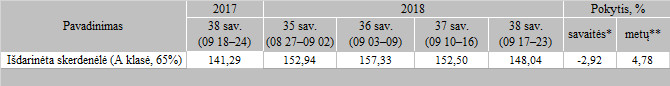 Pavadinimas 2017 2018 Pokytis, %
38 sav. (09 18–24) 35 sav. (08 27–09 02) 36 sav. (09 03–09) 37 sav. (09 10–16) 38 sav. (09 17–23) savaitės* metų**
Išdarinėta skerdenėlė (A klasė, 65%) 141,29 152,94 157,33 152,50 148,04 -2,92 4,78